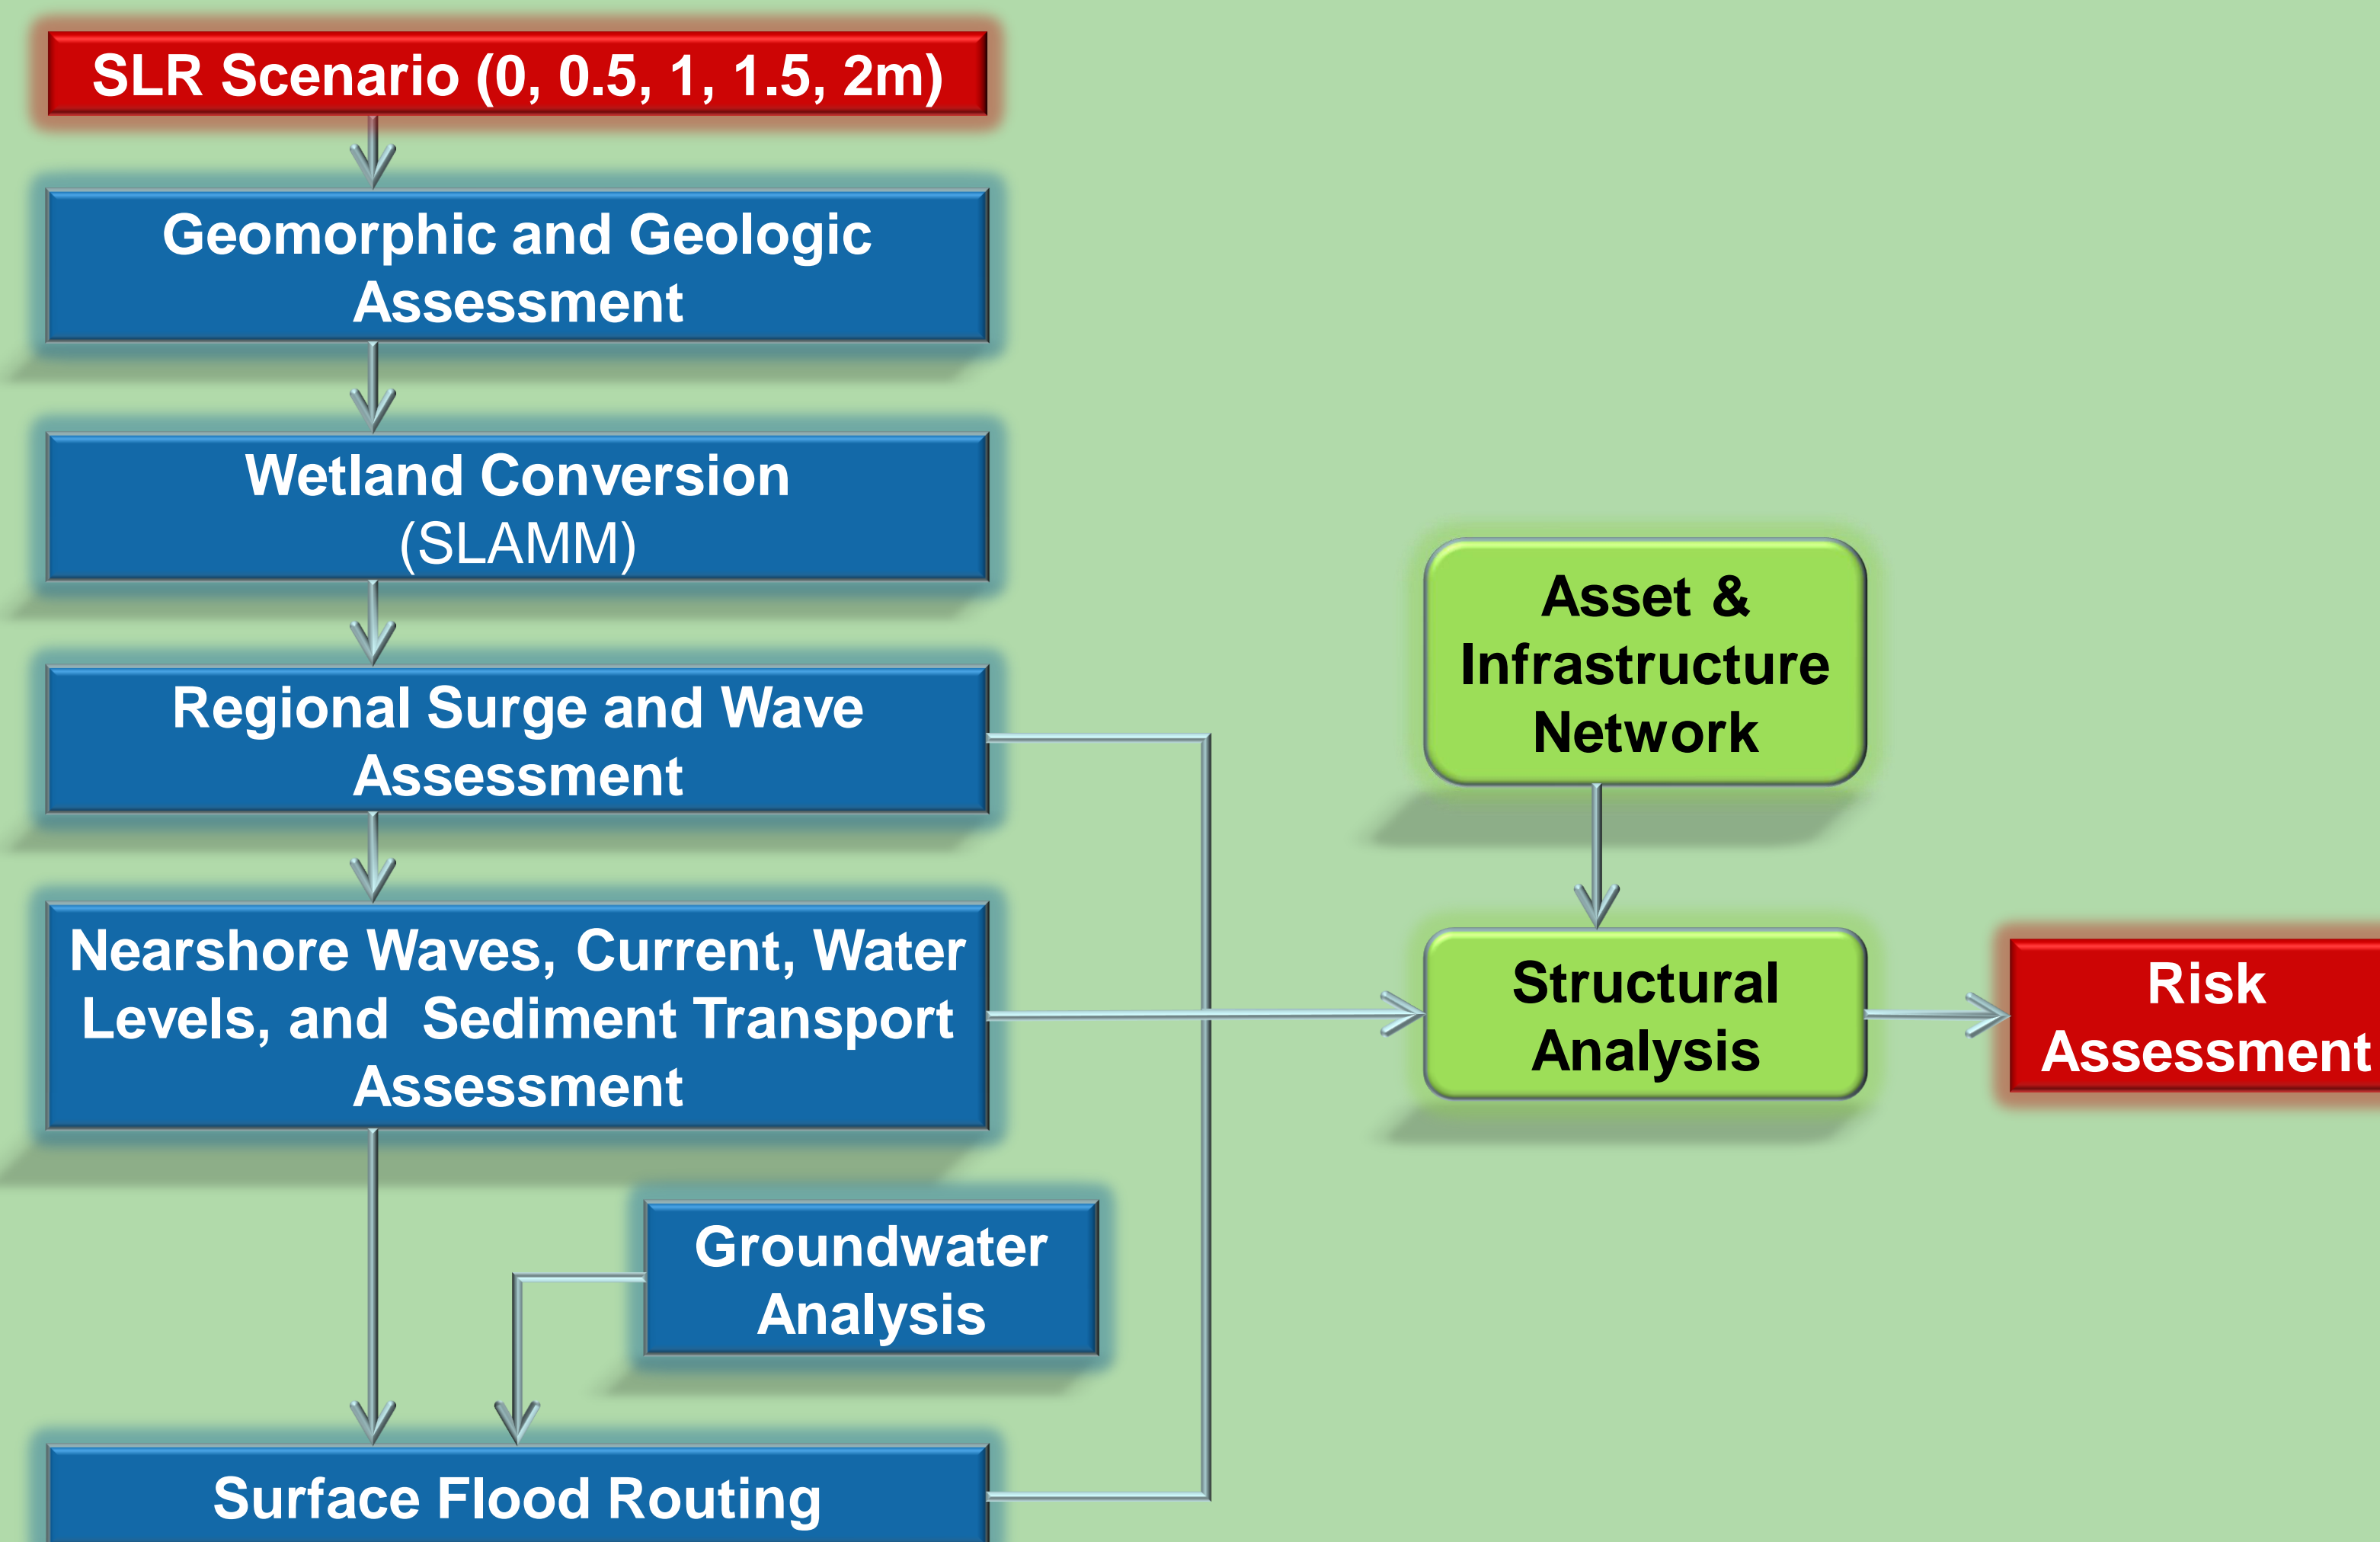 SLR Scenario (0, 0.5, 1, 1.5, 2m)
Geomorphic and Geologic
Assessment
Wetland Conversion
(SLAMM)
Regional Surge and Wave
Assessment
Nearshore Waves, Current, Water
Levels, and Sediment Transport
Assessment
Groundwater
Analysis
Surface Flood Routing
Asset &
Infrastructure
Network
Structural
Analysis
Risk
Assessment